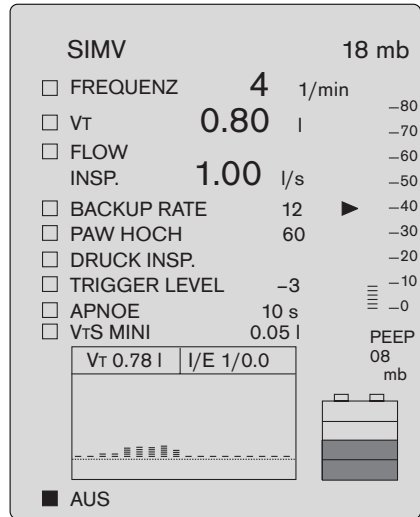 SIMV 18 mb
FREQUENZ 4 1/min
VT 0.80 l
FLOW
INSP. 1.00 l/s
BACKUP RATE 12
PAW HOCH 60
DRUCK INSP.
TRIGGER LEVEL –3
APNOE 10 s
VTS MINI 0.05 l
–80
–70
–60
–50
–40
–30
–20
–10
–0
PEEP
08
mb
VT 0.78 l I/E 1/0.0
AUS